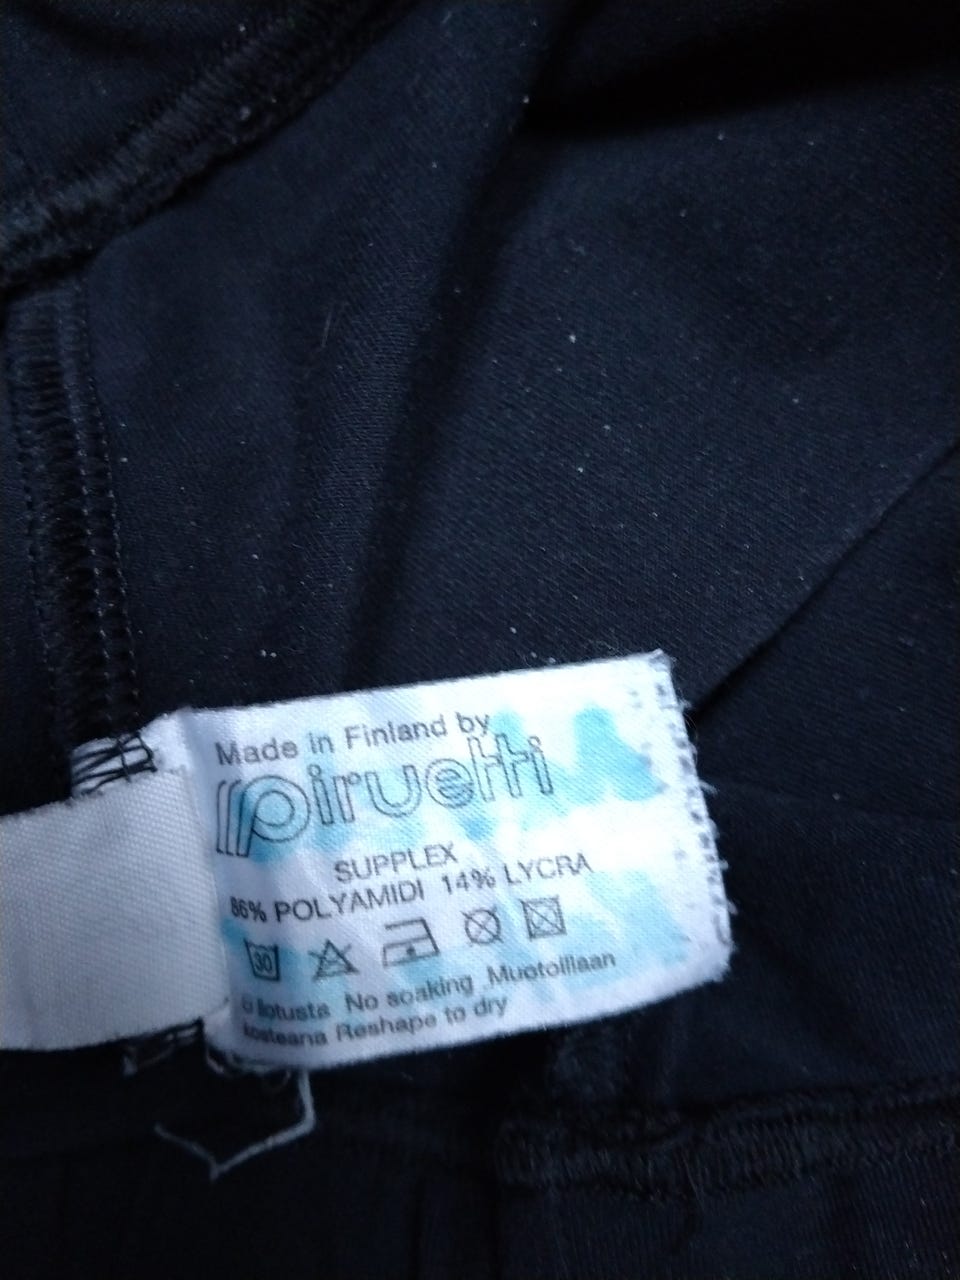 Made in Finland by
piruetti
SUPPLEX
86% POLYAMIDI 14% LYCRA
30
liotusta No soaking Muotoillaan
kosteana Reshape to dry